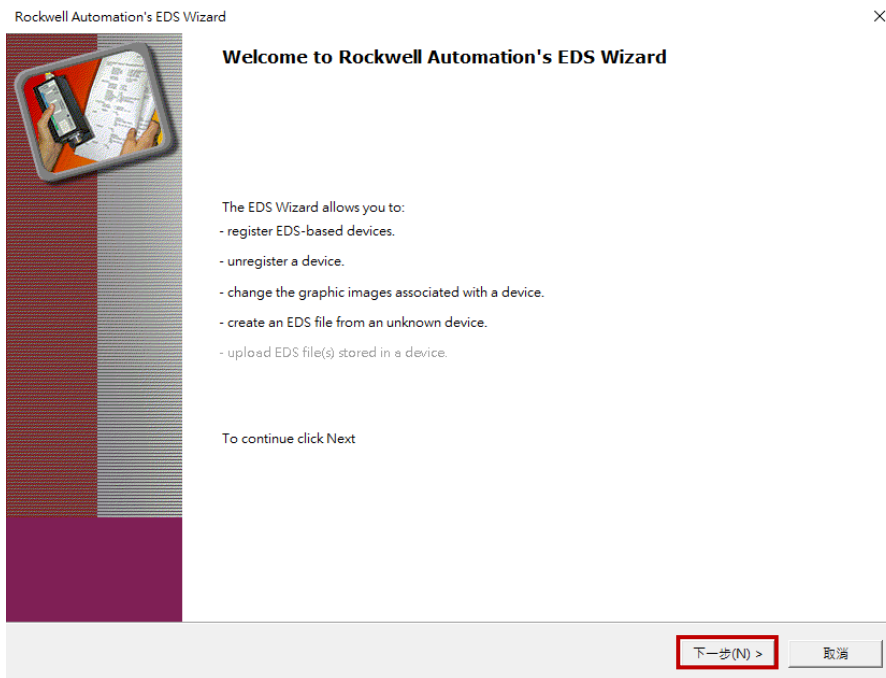 Rockwell Automation's EDS Wizard
Welcome to Rockwell Automation's EDS Wizard
The EDS Wizard allows you to:
- register EDS-based devices.
- unregister a device.
- change the graphic images associated with a device.
- create an EDS file from an unknown device.
- upload EDS file(s) stored in a device.
To continue click Next
下一步(N) >
取消